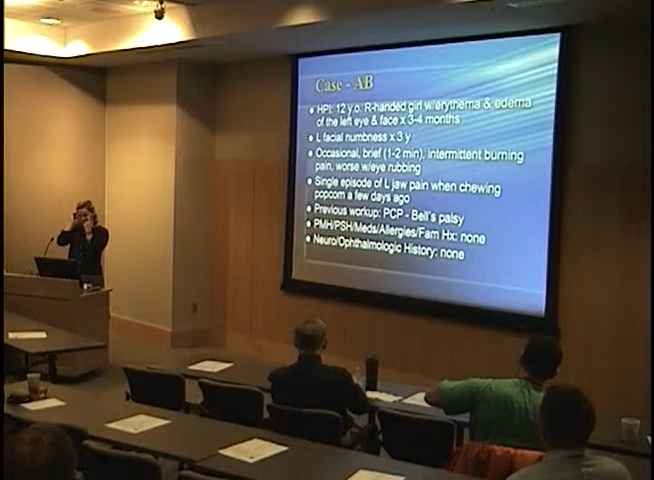 Case - AB
HPI: 12 y.o. R-handed girl w/erythema & edema
of the left eye & face x 3-4 months
L facial numbness x 3 y
Occasional, brief (1-2 min), intermittent burning
pain, worse w/eye rubbing
Single episode of L jaw pain when chewing
popcorn a few days ago
Previous workup: PCP - Bell's palsy
PMH/PSH/Meds/Allergies/Fam Hx: none
Neuro/Ophthalmologic History: none